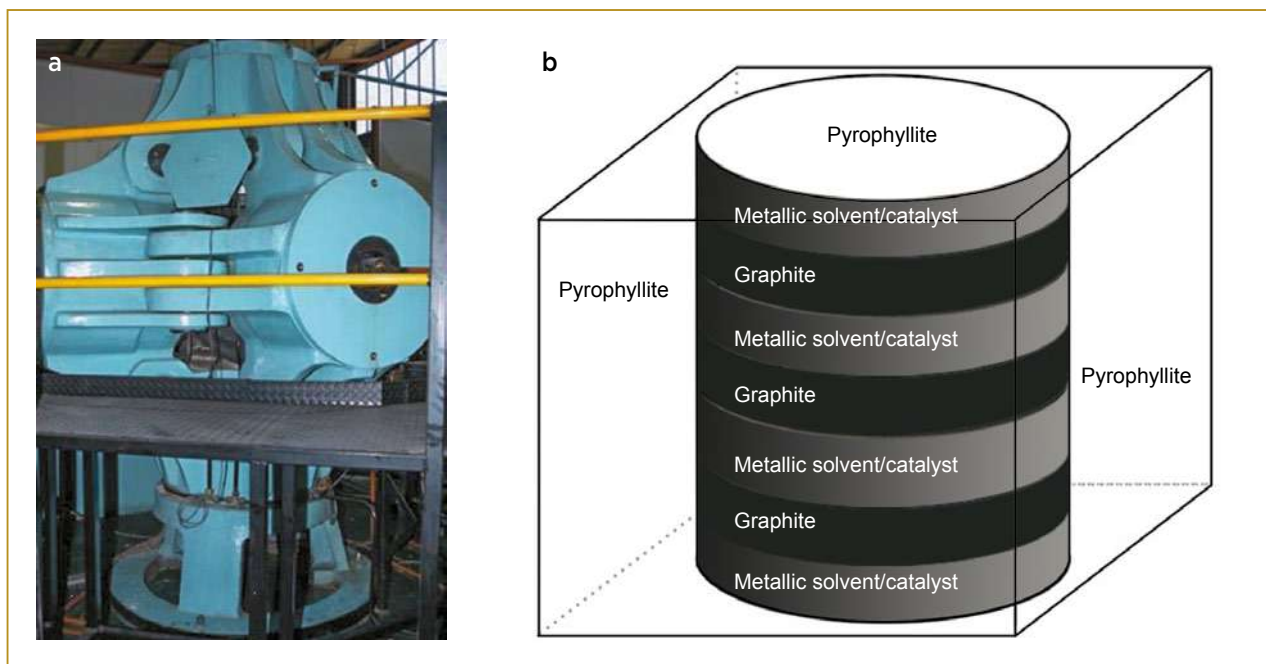 a
b
Pyrophyllite
Metallic solvent/catalyst
Graphite
Pyrophyllite
Metallic solvent/catalyst
Graphite
Pyrophyllite
Metallic solvent/catalyst
Graphite
Metallic solvent/catalyst